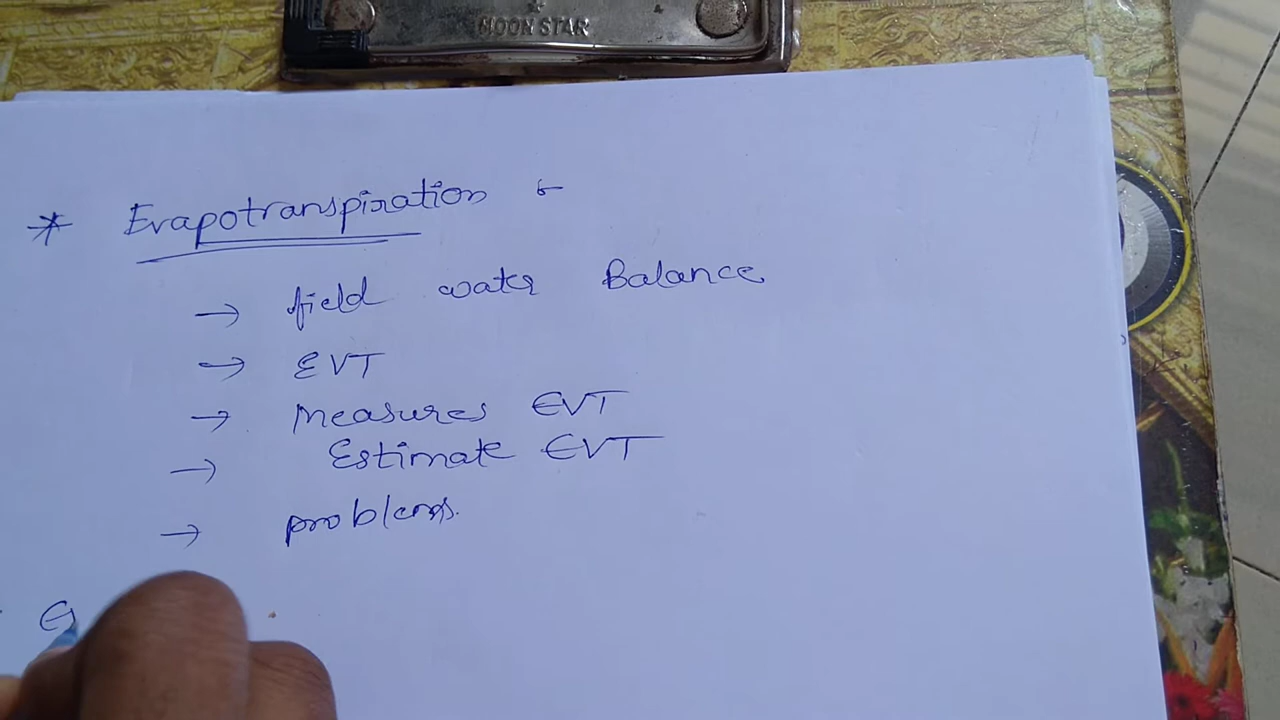 MOON STAR
* Evapotranspiration :-
→ field water Balance
→ EVT
→ Measures EVT
→ Estimate EVT
→ problems.